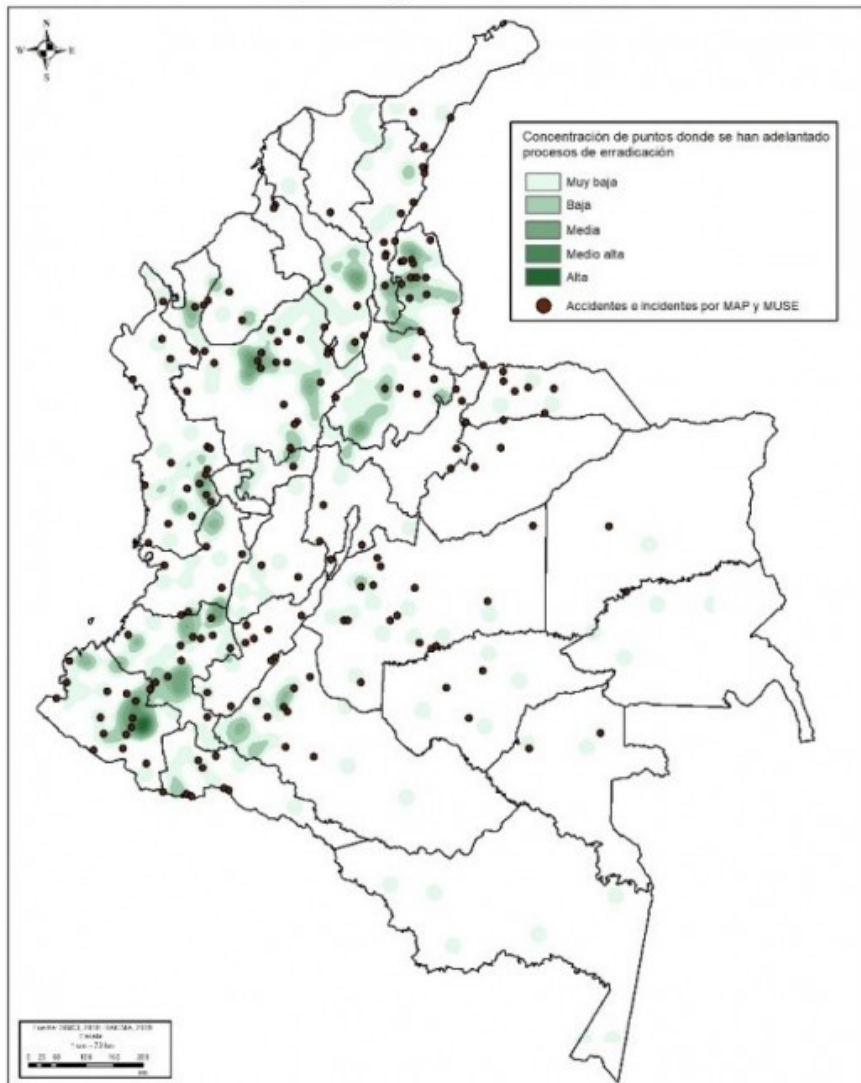 N
W E
S
Concentración de puntos donde se han adelantado
procesos de erradicación
Muy baja
Baja
Media
Medio alta
Alta
Accidentes e incidentes por MAP y MUSE